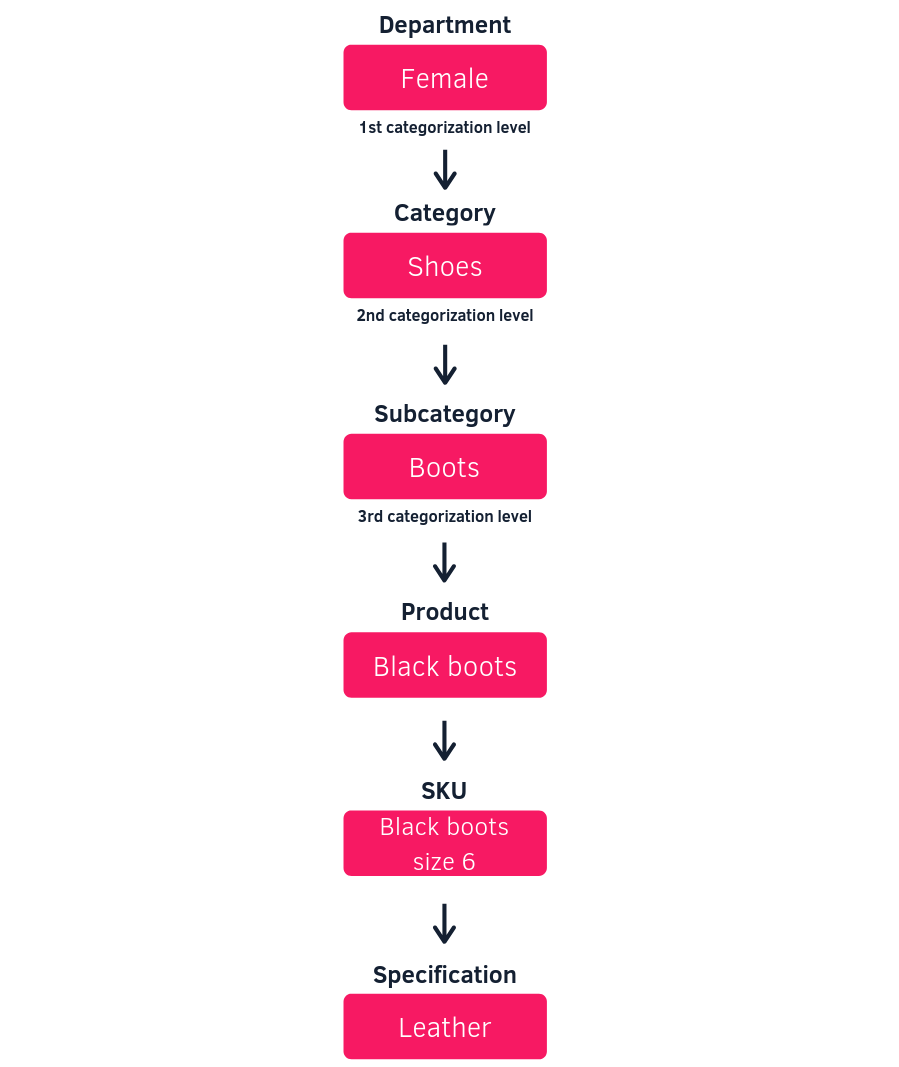 Department
Female
1st categorization level
Category
Shoes
2nd categorization level
Subcategory
Boots
3rd categorization level
Product
Black boots
SKU
Black boots
size 6
Specification
Leather